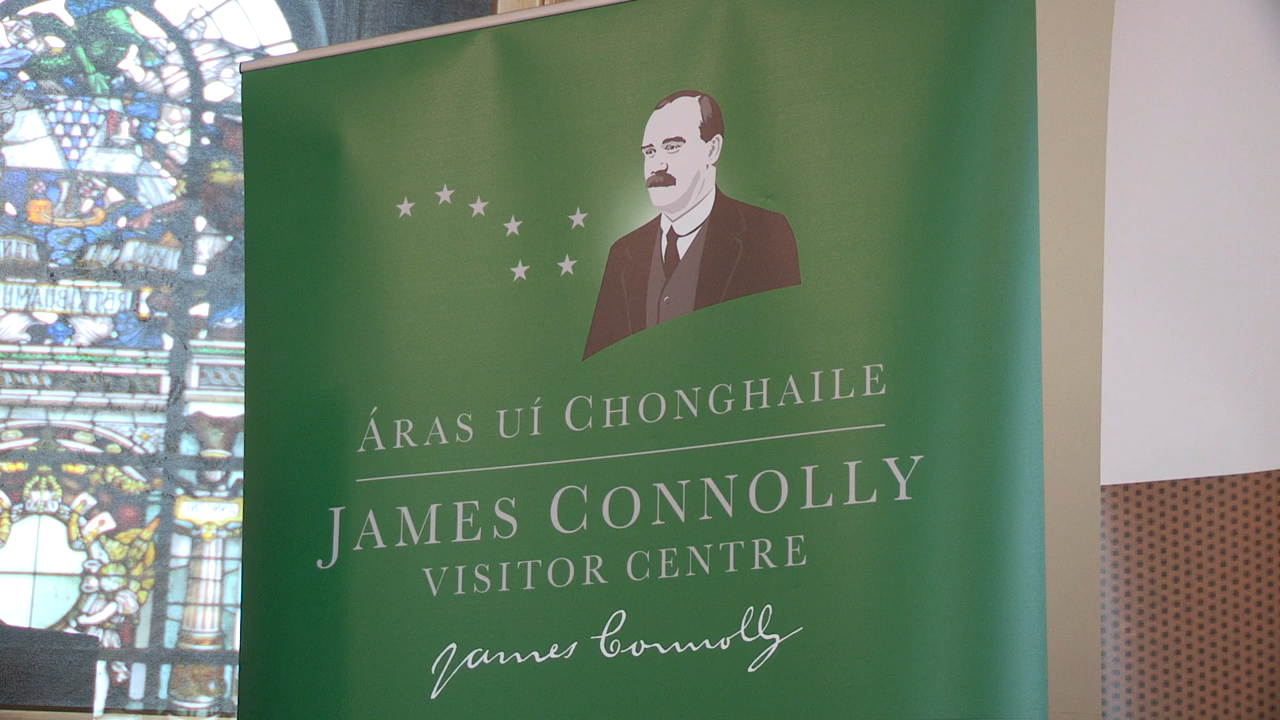 ÁRAS UÍ CHONGHAILE
JAMES CONNOLLY
VISITOR CENTRE
James Connolly